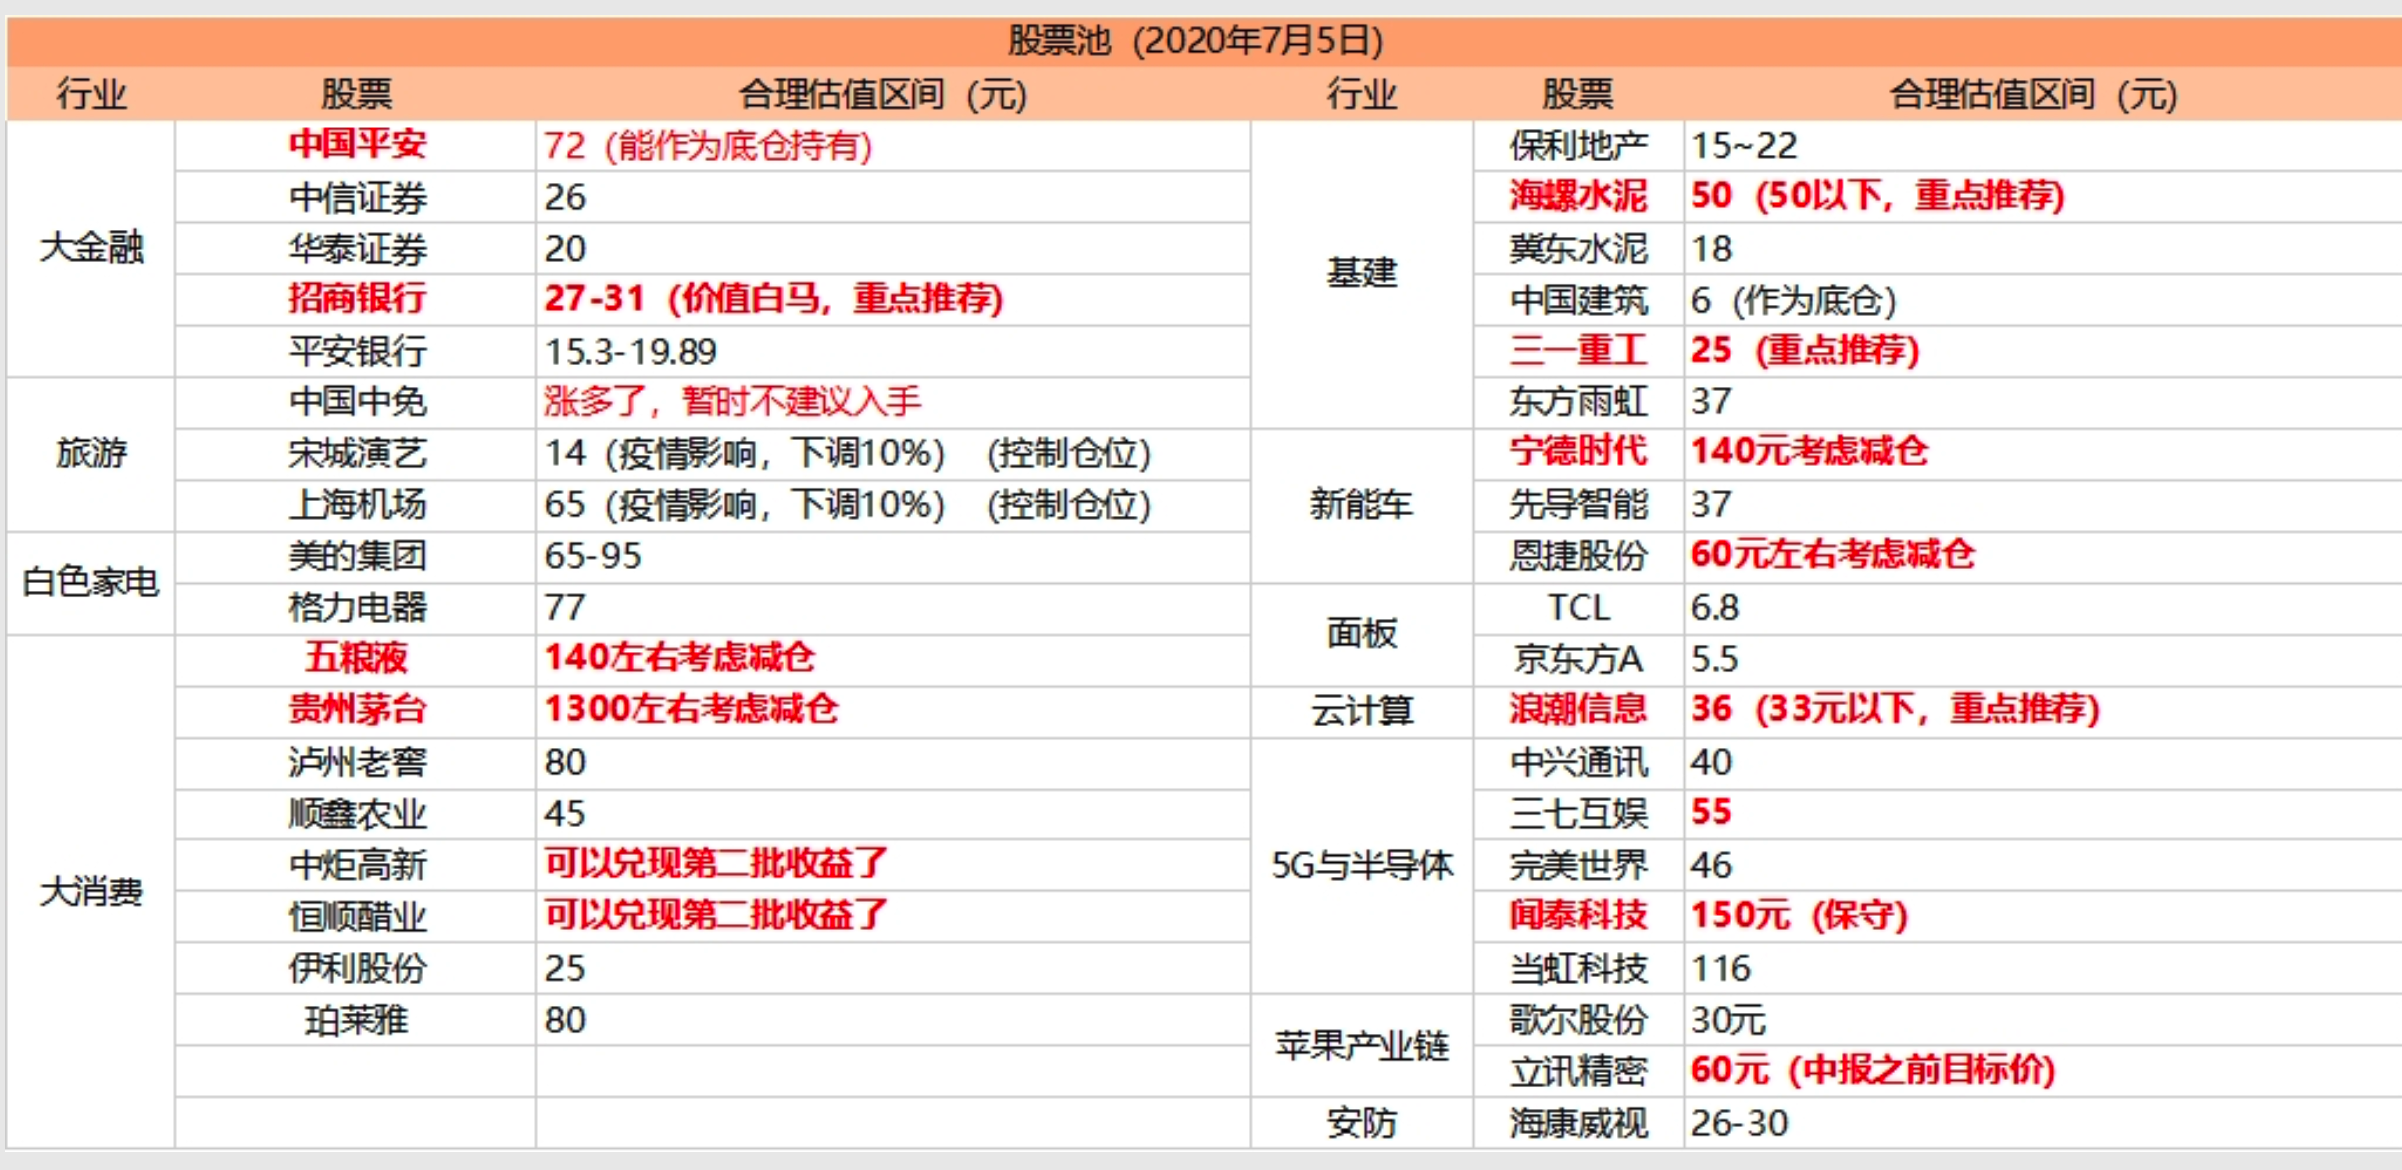 股票池（2020年7月5日）
行业 股票 合理估值区间（元） 行业 股票 合理估值区间（元）
大金融 中国平安 72（能作为底仓持有） 基建 保利地产 15~22
中信证券 26 海螺水泥 50（50以下，重点推荐）
华泰证券 20 冀东水泥 18
招商银行 27-31（价值白马，重点推荐） 中国建筑 6（作为底仓）
平安银行 15.3-19.89 三一重工 25（重点推荐）
旅游 中国中免 涨多了，暂时不建议入手 东方雨虹 37
宋城演艺 14（疫情影响，下调10%）（控制仓位） 新能车 宁德时代 140元考虑减仓
上海机场 65（疫情影响，下调10%）（控制仓位） 先导智能 37
白色家电 美的集团 65-95 恩捷股份 60元左右考虑减仓
格力电器 77 面板 TCL 6.8
大消费 五粮液 140左右考虑减仓 京东方A 5.5
贵州茅台 1300左右考虑减仓 云计算 浪潮信息 36（33元以下，重点推荐）
泸州老窖 80 5G与半导体 中兴通讯 40
顺鑫农业 45 三七互娱 55
中炬高新 可以兑现第二批收益了 完美世界 46
恒顺醋业 可以兑现第二批收益了 闻泰科技 150元（保守）
伊利股份 25 当虹科技 116
珀莱雅 80 苹果产业链 歌尔股份 30元
立讯精密 60元（中报之前目标价）
安防 海康威视 26-30